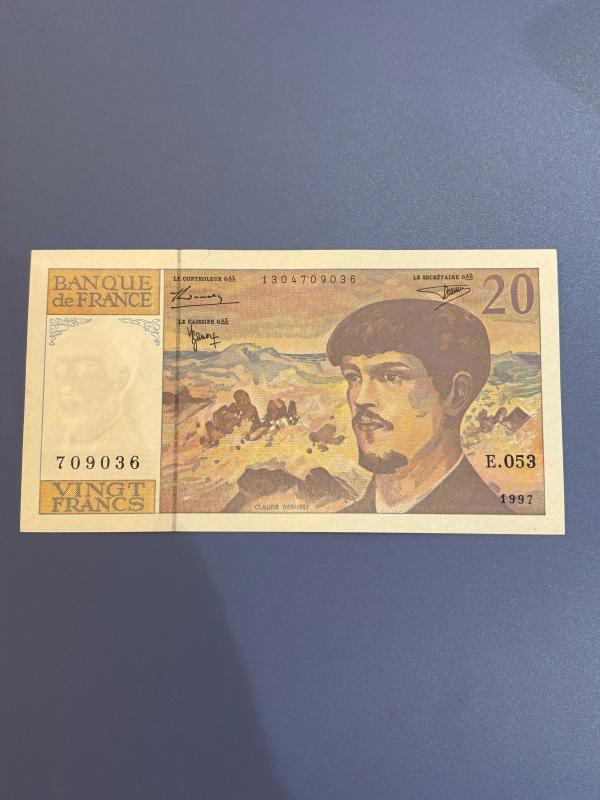 BANQUE
de FRANCE
LE CONTROLEUR GAL
1304709036
LE SECRÉTAIRE GAL
20
LE CAISSIER GAL
709036
E.053
VINGT
FRANCS
CLAUDE DEBUSSY
1997